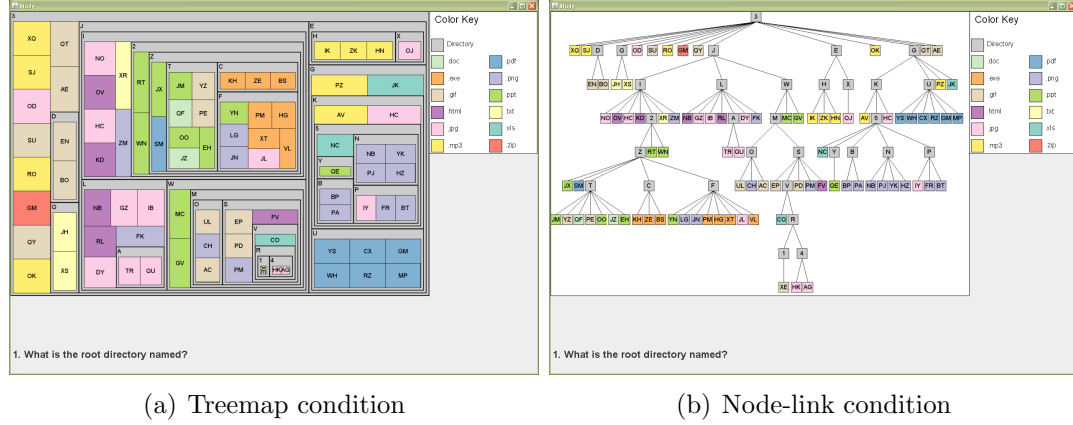 Study
3
Color Key
Directory
.doc
.pdf
.exe
.png
.gif
.ppt
.html
.txt
.jpg
.xls
.mp3
.zip
XQ
SJ
OD
SU
RO
GM
QY
OK
QT
AE
D
EN
BO
Q
JH
XS
J
I
NO
OV
HC
KD
XR
ZM
2
RT
WN
Z
JX
SM
T
JM
YZ
QF
PE
OO
EH
JZ
C
KH ZE BS
F
YN
PM
HG
LG
XT
JN
JL
VL
L
NB
GZ
IB
RL
FK
DY
A
TR
QU
W
MC
GV
M
O
UL
CH
AC
S
EP
PD
PM
FV
V
CO
R
1 4
HKAG
E
H
IK ZK HN
X
OJ
G
PZ
JK
K
AV
HC
5
NC
Y
QE
B
BP
PA
N
NB YK
PJ HZ
P
IY FR BT
U
YS CX GM
WH RZ MP
1. What is the root directory named?
(a) Treemap condition
Study
3
XQ SJ D Q OD SU RO GM QY J E OK G QT AE
EN BO JH XS I L W H X K U PZ JK
NO OV HC KD 2 XR ZM NB GZ IB RL A DY FK M MC GV IK ZK HN OJ AV 5 HC YS WH CX RZ GM MP
Z RT WN TR QU O S NC Y B N P
JX SM T C F UL CH AC EP V PD PM FV QE BP PA NB PJ YK HZ IY FR BT
JM YZ QF PE OO JZ EH KH ZE BS YN LG JN PM HG XT JL VL CO R
1 4
XE HK AG
Color Key
Directory
.doc
.pdf
.exe
.png
.gif
.ppt
.html
.txt
.jpg
.xls
.mp3
.zip
1. What is the root directory named?
(b) Node-link condition